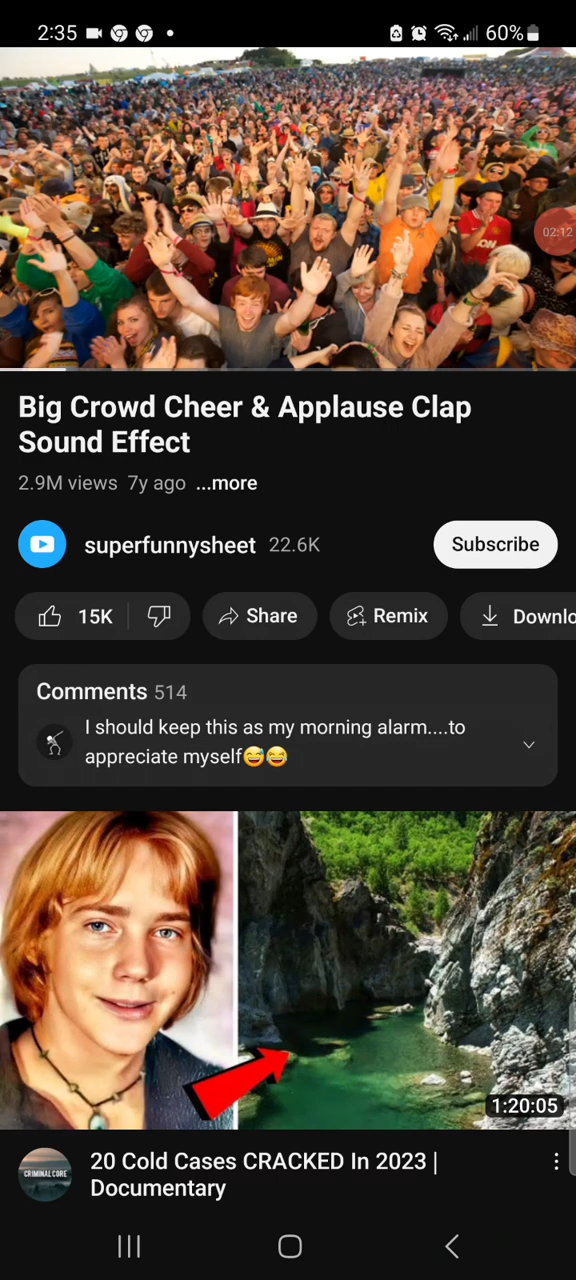 2:35
60%
02:12
Big Crowd Cheer & Applause Clap
Sound Effect
2.9M views 7y ago ...more
superfunnysheet 22.6K
Subscribe
15K
Share
Remix
Downlo
Comments 514
I should keep this as my morning alarm....to
appreciate myself😅😂
1:20:05
CRIMINAL CORE
20 Cold Cases CRACKED In 2023 |
Documentary